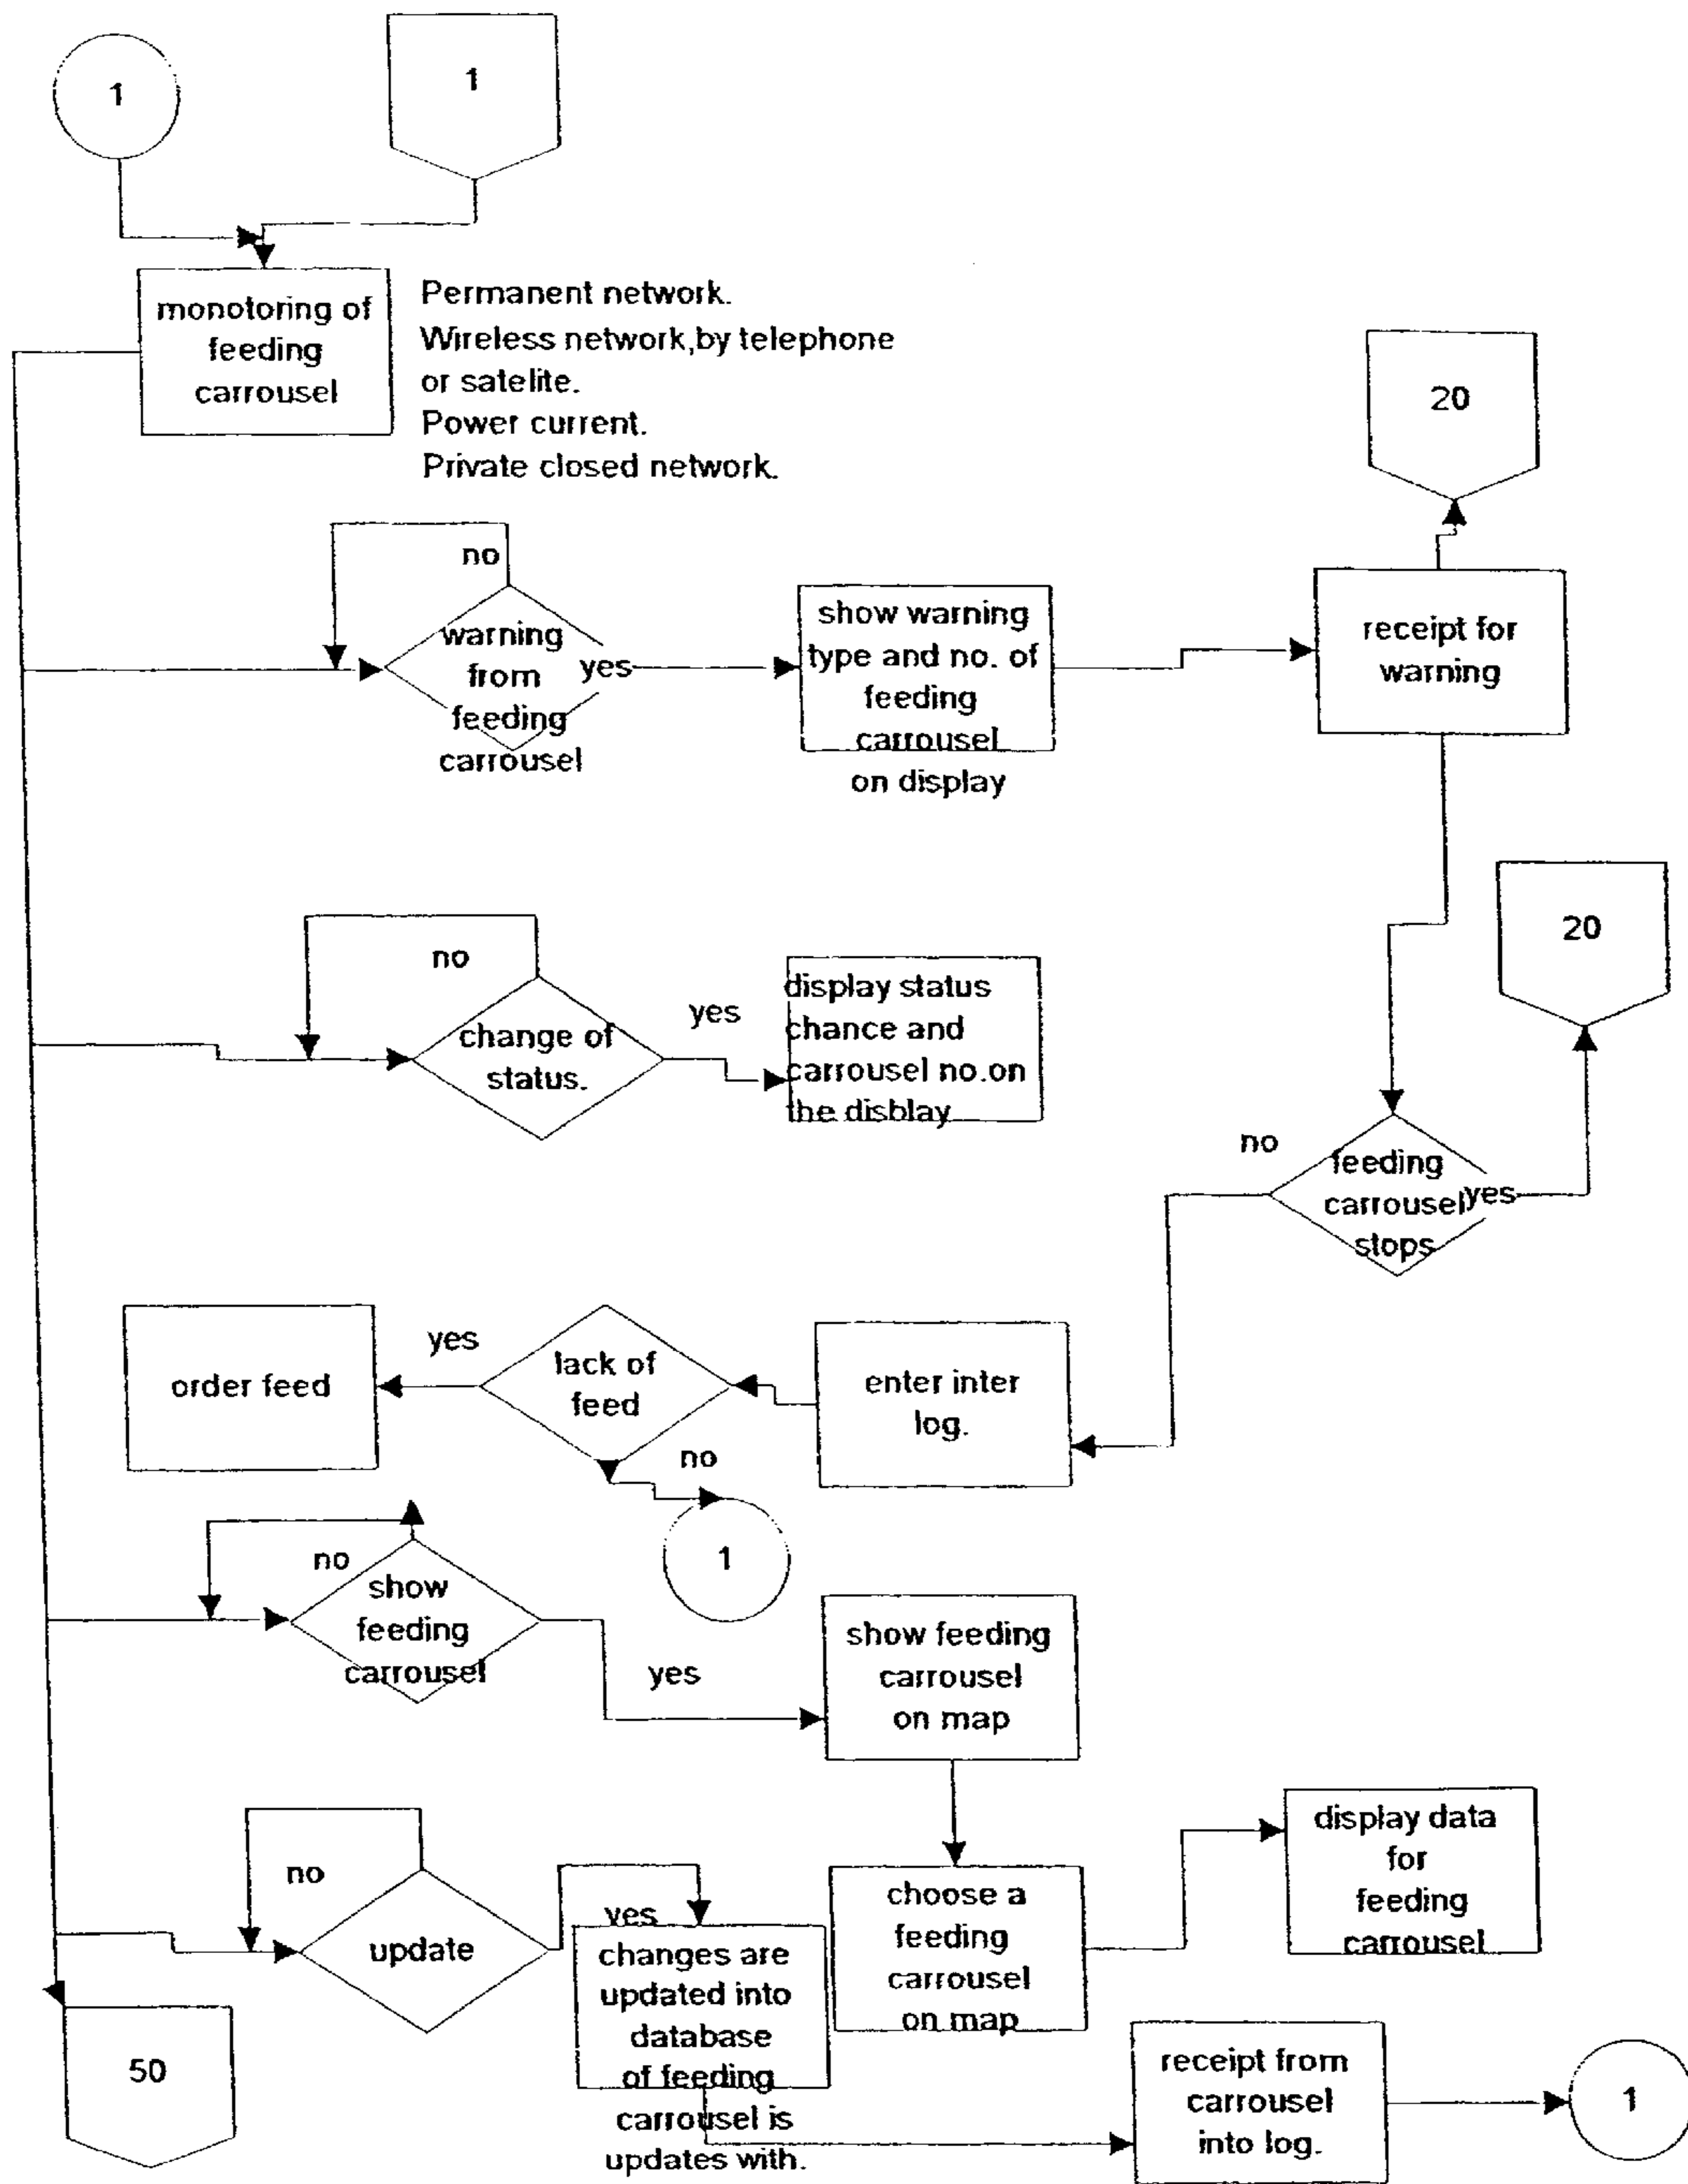 1
1
monotoring of
feeding
carrousel
Permanent network.
Wireless network,by telephone
or satelite.
Power current.
Private closed network.
20
no
warning
from
feeding
carrousel
yes
show warning
type and no. of
feeding
carrousel
on display
receipt for
warning
20
no
change of
status.
yes
display status
chance and
carrousel no.on
the disblay
no
feeding
carrousel
stops
yes
order feed
yes
lack of
feed
no
enter inter
log.
1
no
show
feeding
carrousel
yes
show feeding
carrousel
on map
no
update
yes
changes are
updated into
database
of feeding
carrousel is
updates with.
choose a
feeding
carrousel
on map
display data
for
feeding
carrousel
50
receipt from
carrousel
into log.
1